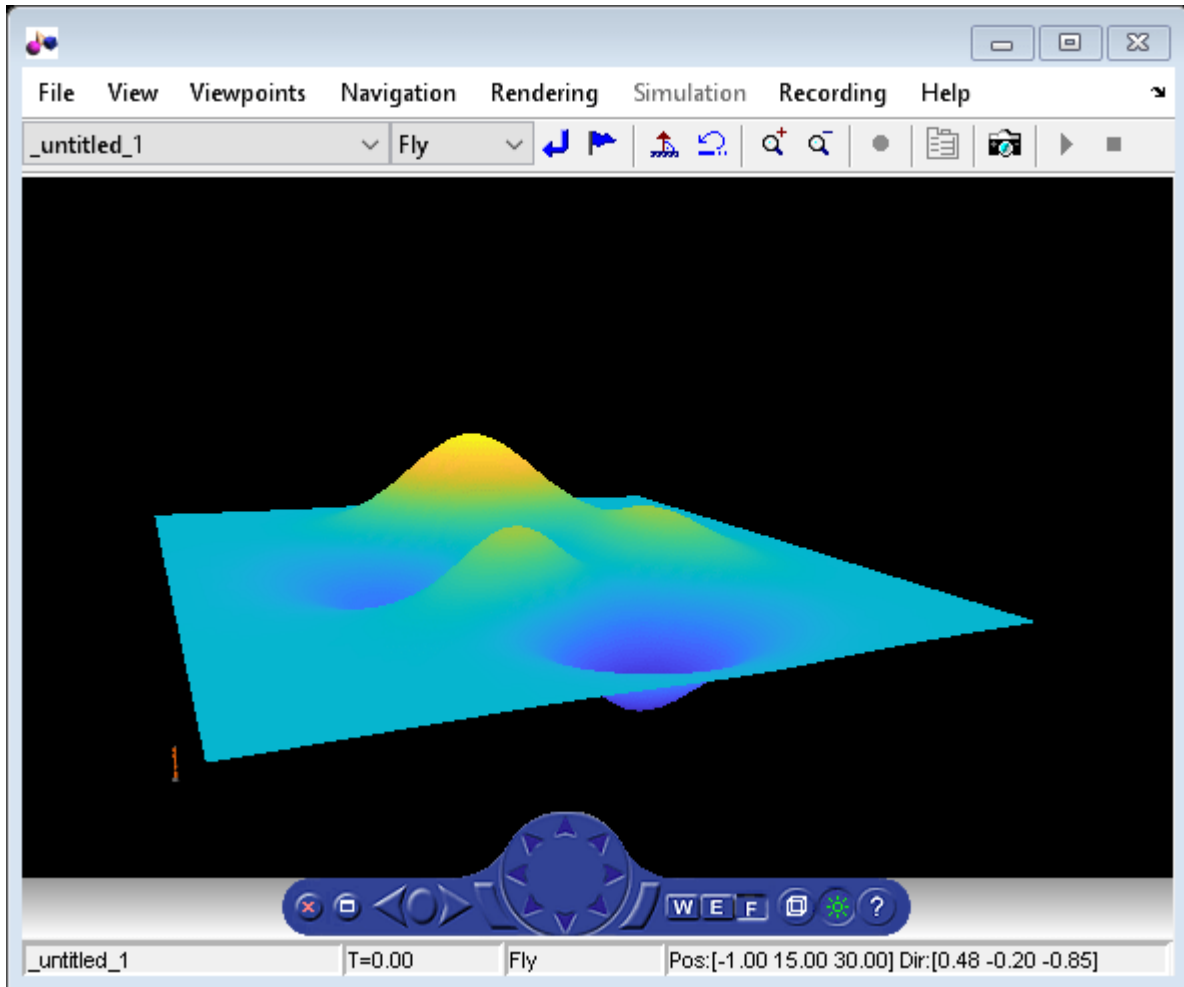 File View Viewpoints Navigation Rendering Simulation Recording Help
_untitled_1 Fly
1
W E F ?
_untitled_1 T=0.00 Fly Pos:[-1.00 15.00 30.00] Dir:[0.48 -0.20 -0.85]